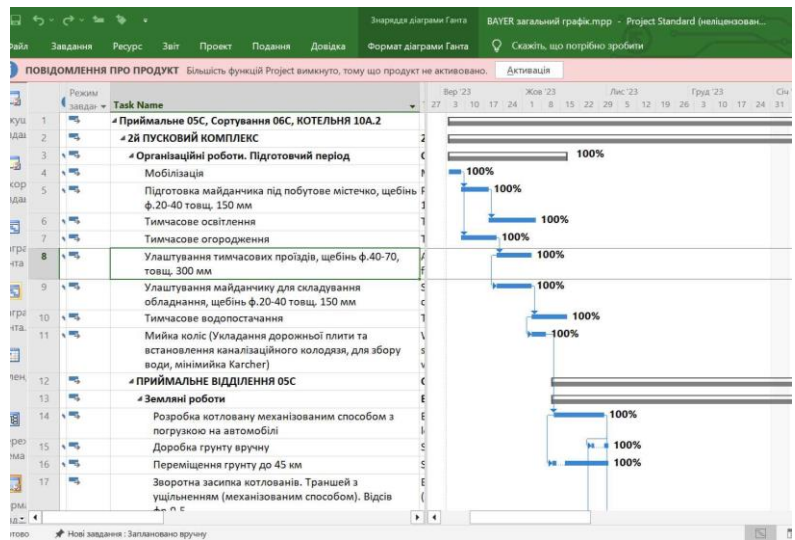 Знаряддя діаграми Ганта
BAYER загальний графік.mpp - Project Standard (неліцензован...
Завдання Ресурс Звіт Проект Подання Довідка Формат діаграми Ганта Скажіть, що потрібно зробити
ПОВІДОМЛЕННЯ ПРО ПРОДУКТ Більшість функцій Project вимкнуто, тому що продукт не активовано. Активація
Режим
Task Name
Вер '23 Жов '23 Лис '23 Груд '23
27 3 10 17 24 1 8 15 22 29 5 12 19 26 3 10 17 24 31
1 Приймальне 05С, Сортування 06С, КОТЕЛЬНЯ 10А.2
2 2й ПУСКОВИЙ КОМПЛЕКС
3 Організаційні роботи. Підготовчий період 100%
4 Мобілізація 100%
5 Підготовка майданчика під побутове містечко, щебінь 100%
ф.20-40 товщ. 150 мм
6 Тимчасове освітлення 100%
7 Тимчасове огородження 100%
8 Улаштування тимчасових проїздів, щебінь ф.40-70, 100%
товщ. 300 мм
9 Улаштування майданчику для складування 100%
обладнання, щебінь ф.20-40 товщ. 150 мм
10 Тимчасове водопостачання 100%
11 Мийка коліс (Укладання дорожньої плити та 100%
встановлення каналізаційного колодязя, для збору
води, мінімийка Karcher)
12 ПРИЙМАЛЬНЕ ВІДДІЛЕННЯ 05С
13 Земляні роботи
14 Розробка котловану механізованим способом з 100%
погрузкою на автомобілі
15 Доробка грунту вручну 100%
16 Переміщення грунту до 45 км 100%
17 Зворотна засипка котлованів. Траншей з
ущільненням (механізованим способом). Відсів
Нові завдання : Заплановано вручну